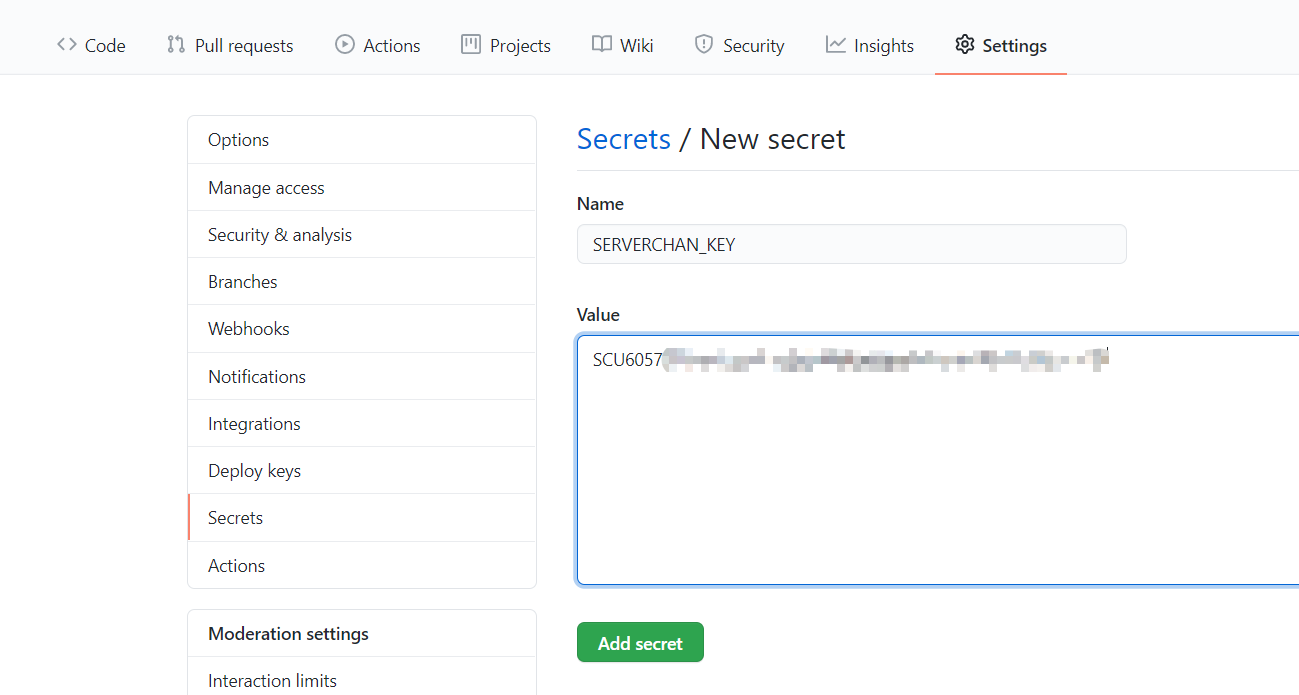 Code Pull requests Actions Projects Wiki Security Insights Settings
Options
Manage access
Security & analysis
Branches
Webhooks
Notifications
Integrations
Deploy keys
Secrets
Actions
Moderation settings
Interaction limits
Secrets / New secret
Name
SERVERCHAN_KEY
Value
SCU6057
Add secret